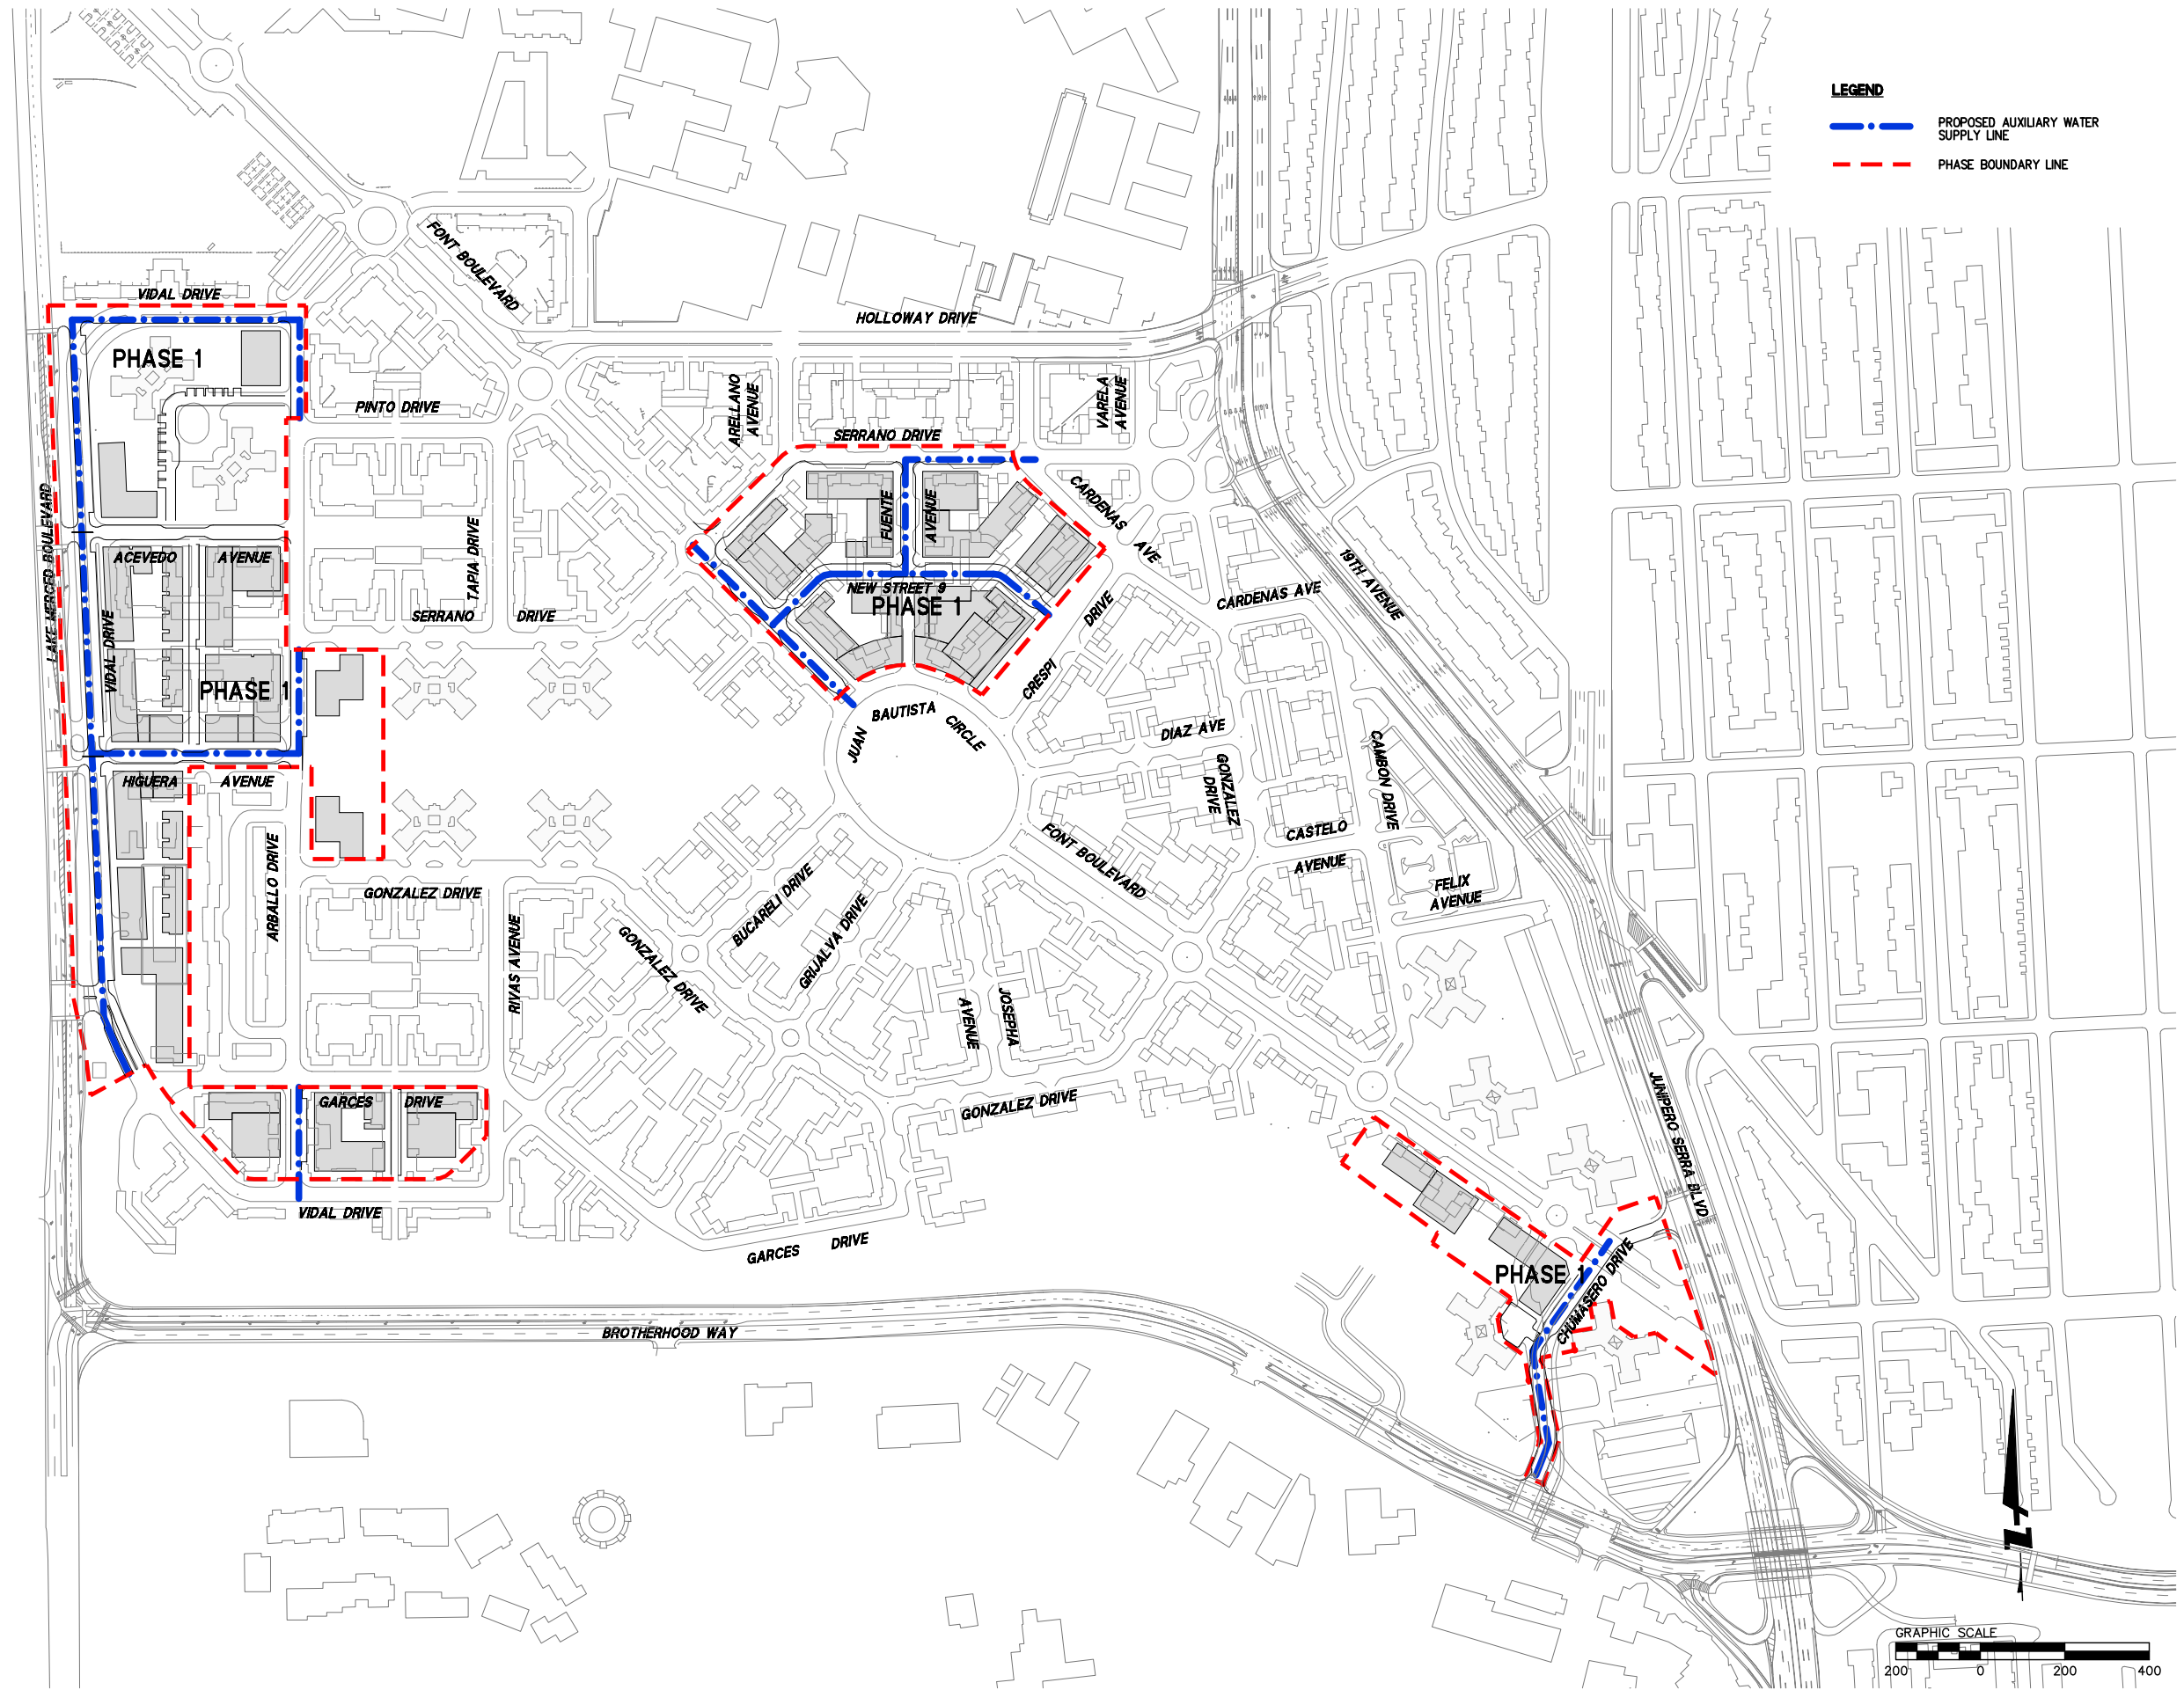 LEGEND
PROPOSED AUXILIARY WATER
SUPPLY LINE
PHASE BOUNDARY LINE
FONT BOULEVARD
VIDAL DRIVE
HOLLOWAY DRIVE
PHASE 1
PINTO DRIVE
ARELLANO
AVENUE
VARELA
AVENUE
SERRANO DRIVE
LAKE MERCED BOULEVARD
TAPIA DRIVE
FUENTE
AVENUE
CARDENAS
AVE
19TH AVENUE
ACEVEDO
AVENUE
NEW STREET 9
PHASE 1
CARDENAS AVE
SERRANO
DRIVE
CRESPI
DRIVE
VIDAL DRIVE
PHASE 1
JUAN
BAUTISTA
CIRCLE
DIAZ AVE
GONZALEZ
DRIVE
CAMBON DRIVE
HIGUERA
AVENUE
CASTELO
AVENUE
FONT BOULEVARD
FELIX
AVENUE
ARBALLO DRIVE
GONZALEZ DRIVE
BUCARELI DRIVE
GRIJALVA DRIVE
RIVAS AVENUE
GONZALEZ DRIVE
AVENUE
JOSEPHA
GARCES
DRIVE
GONZALEZ DRIVE
JUNIPERO SERRA BLVD
VIDAL DRIVE
GARCES
DRIVE
PHASE 1
CHUMASERO DRIVE
BROTHERHOOD WAY
Z
GRAPHIC SCALE
200
0
200
400